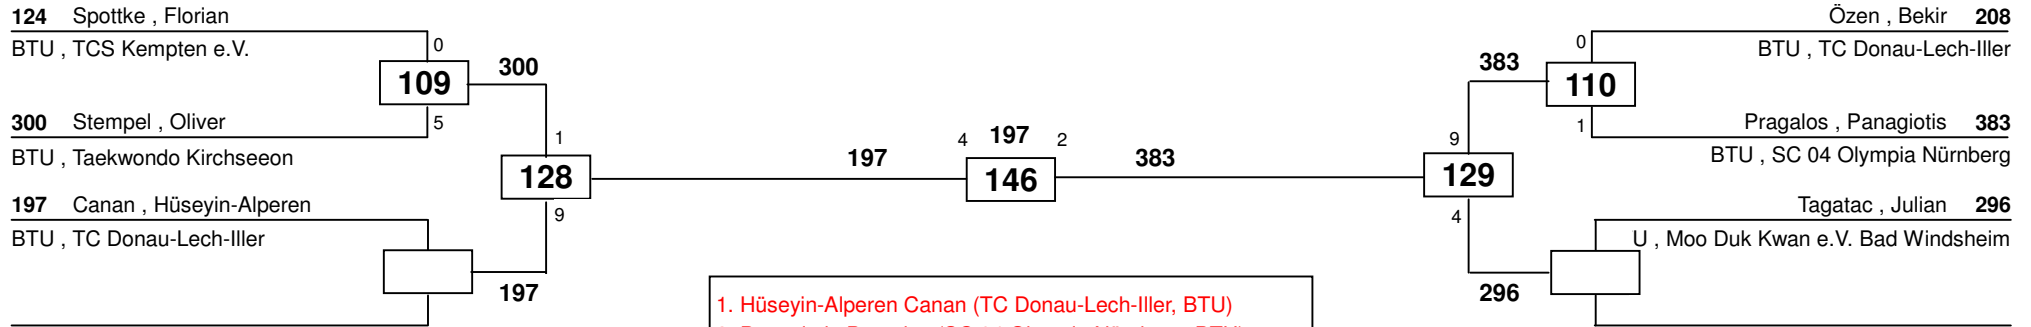 124 Spottke , Florian
BTU , TCS Kempten e.V.
0
109
300
5
300 Stempel , Oliver
BTU , Taekwondo Kirchseeon
1
128
9
197 Canan , Hüseyin-Alperen
BTU , TC Donau-Lech-Iller
197
197
4 197 2
146
383
Özen , Bekir 208
BTU , TC Donau-Lech-Iller
0
383
110
1
Pragalos , Panagiotis 383
BTU , SC 04 Olympia Nürnberg
9
129
4
Tagatac , Julian 296
U , Moo Duk Kwan e.V. Bad Windsheim
296
1. Hüseyin-Alperen Canan (TC Donau-Lech-Iller, BTU)